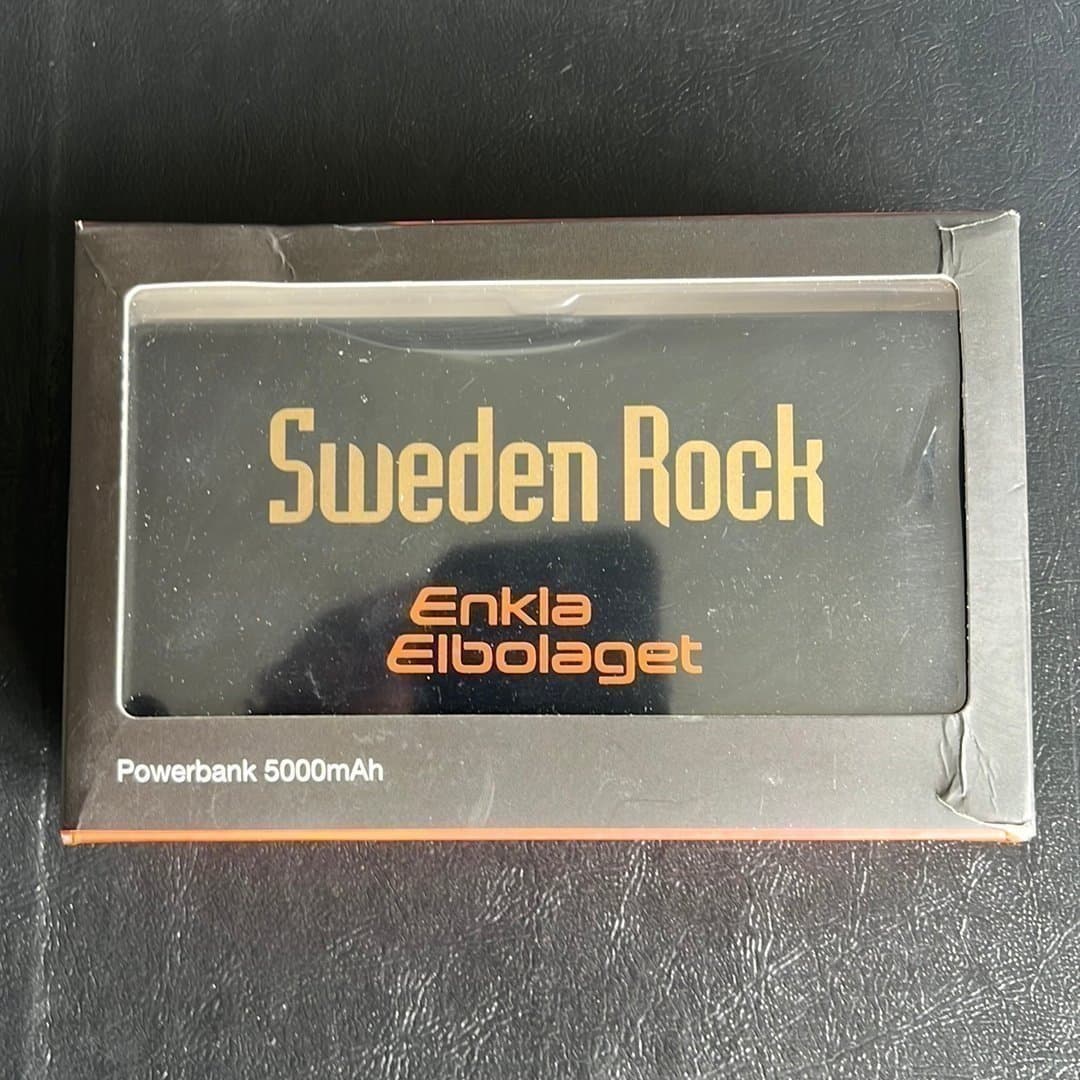 Sweden Rock
Enkla
Elbolaget
Powerbank 5000mAh